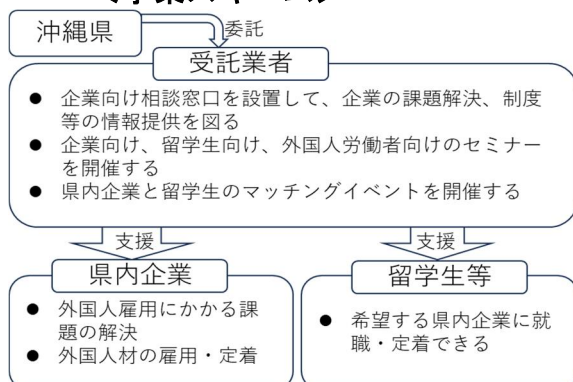 沖縄県
委託
受託業者
● 企業向け相談窓口を設置して、企業の課題解決、制度
等の情報提供を図る
● 企業向け、留学生向け、外国人労働者向けのセミナー
を開催する
● 県内企業と留学生のマッチングイベントを開催する
支援
支援
県内企業
● 外国人雇用にかかる課
題の解決
● 外国人材の雇用・定着
留学生等
● 希望する県内企業に就
職・定着できる